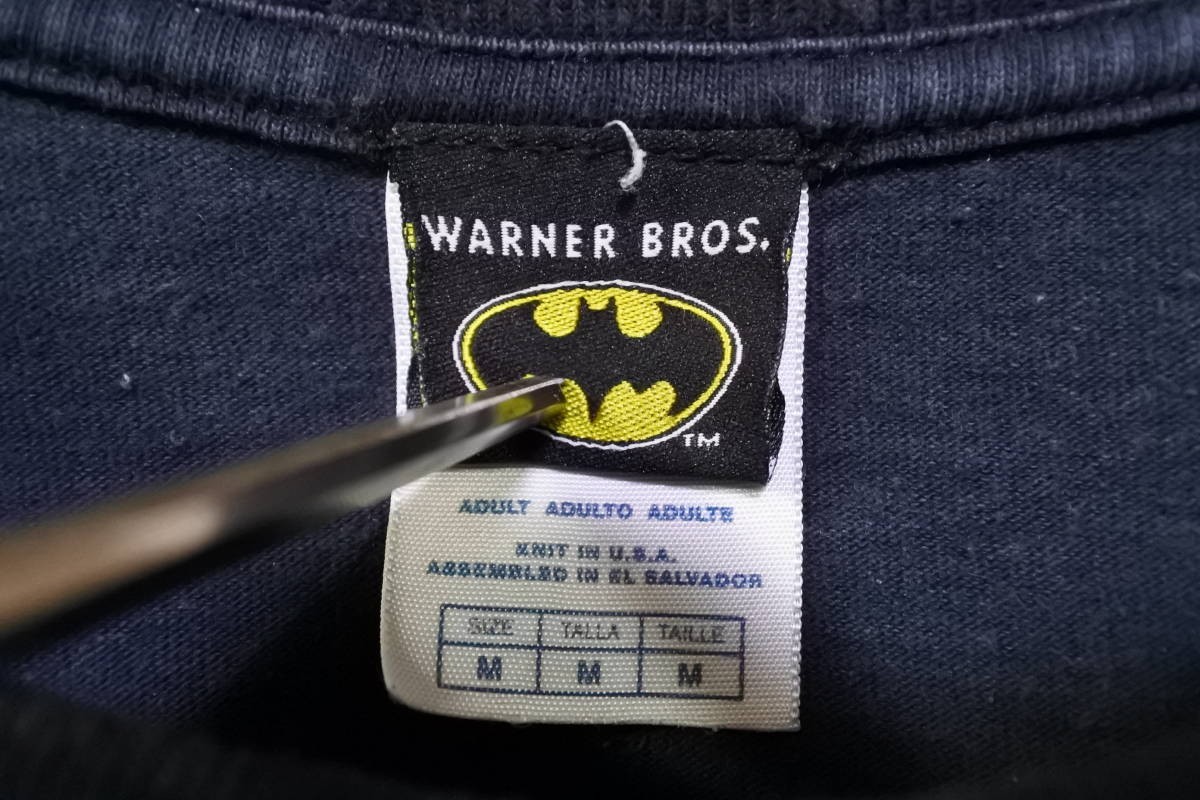 WARNER BROS.
TM
ADULT ADULTO ADULTE
KNIT IN U.S.A.
ASSEMBLED IN EL SALVADOR
SIZE TALLA TAILLE
M M M